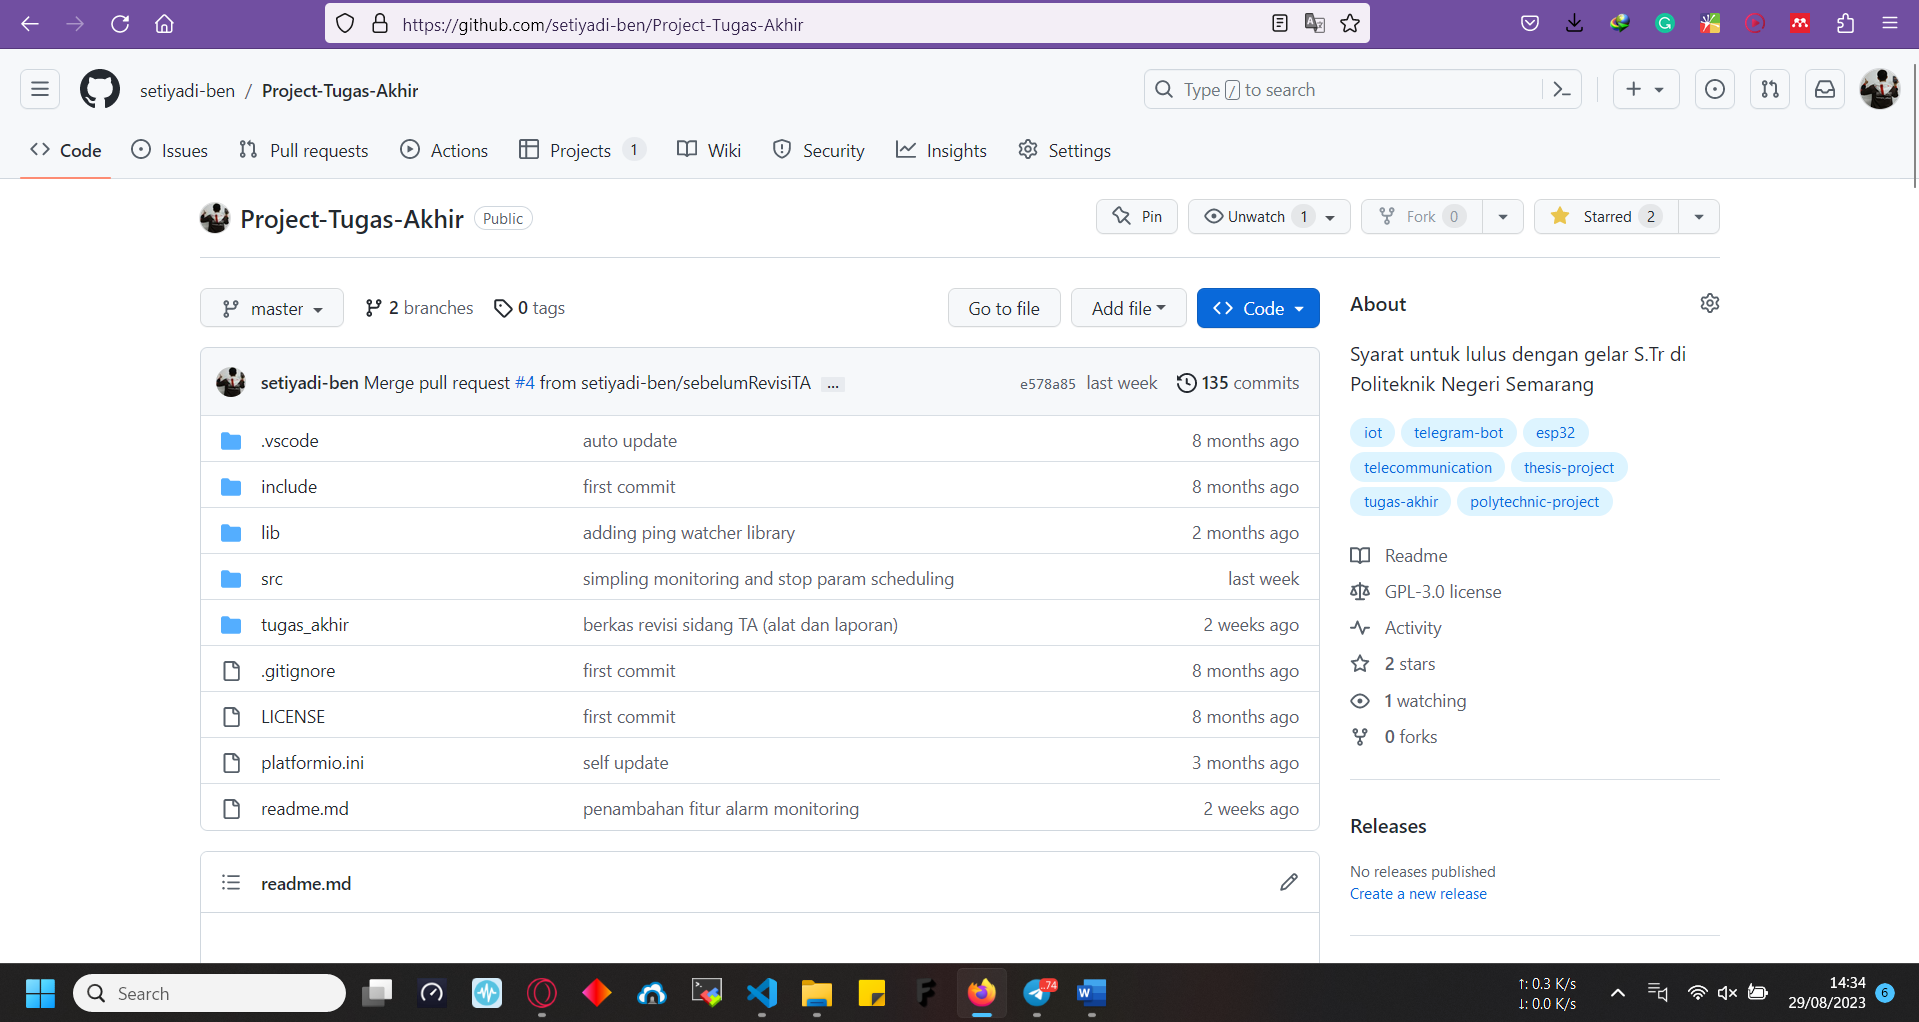 https://github.com/setiyadi-ben/Project-Tugas-Akhir
setiyadi-ben / Project-Tugas-Akhir
Type / to search
Code
Issues
Pull requests
Actions
Projects 1
Wiki
Security
Insights
Settings
Project-Tugas-Akhir Public
Pin
Unwatch 1
Fork 0
Starred 2
master
2 branches
0 tags
Go to file
Add file
Code
setiyadi-ben Merge pull request #4 from setiyadi-ben/sebelumRevisiTA ... e578a85 last week 135 commits
.vscode auto update 8 months ago
include first commit 8 months ago
lib adding ping watcher library 2 months ago
src simpling monitoring and stop param scheduling last week
tugas_akhir berkas revisi sidang TA (alat dan laporan) 2 weeks ago
.gitignore first commit 8 months ago
LICENSE first commit 8 months ago
platformio.ini self update 3 months ago
readme.md penambahan fitur alarm monitoring 2 weeks ago
readme.md
About
Syarat untuk lulus dengan gelar S.Tr di
Politeknik Negeri Semarang
iot telegram-bot esp32
telecommunication thesis-project
tugas-akhir polytechnic-project
Readme
GPL-3.0 license
Activity
2 stars
1 watching
0 forks
Releases
No releases published
Create a new release
Search
74
↑: 0.3 K/s
↓: 0.0 K/s
14:34
29/08/2023
6